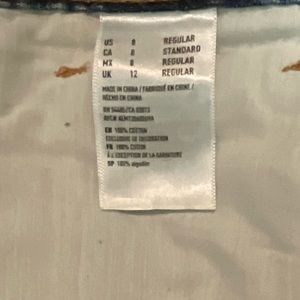 US 8 REGULAR
CA 8 STANDARD
MX 8 REGULAR
UK 12 REGULAR
MADE IN CHINA / FABRIQUÉ EN CHINE /
HECHO EN CHINA
EN 100% COTTON
EXCLUSIVE OF DECORATION
FR 100% COTON
À L'EXCEPTION DE LA GARNITURE
SP 100% algodón